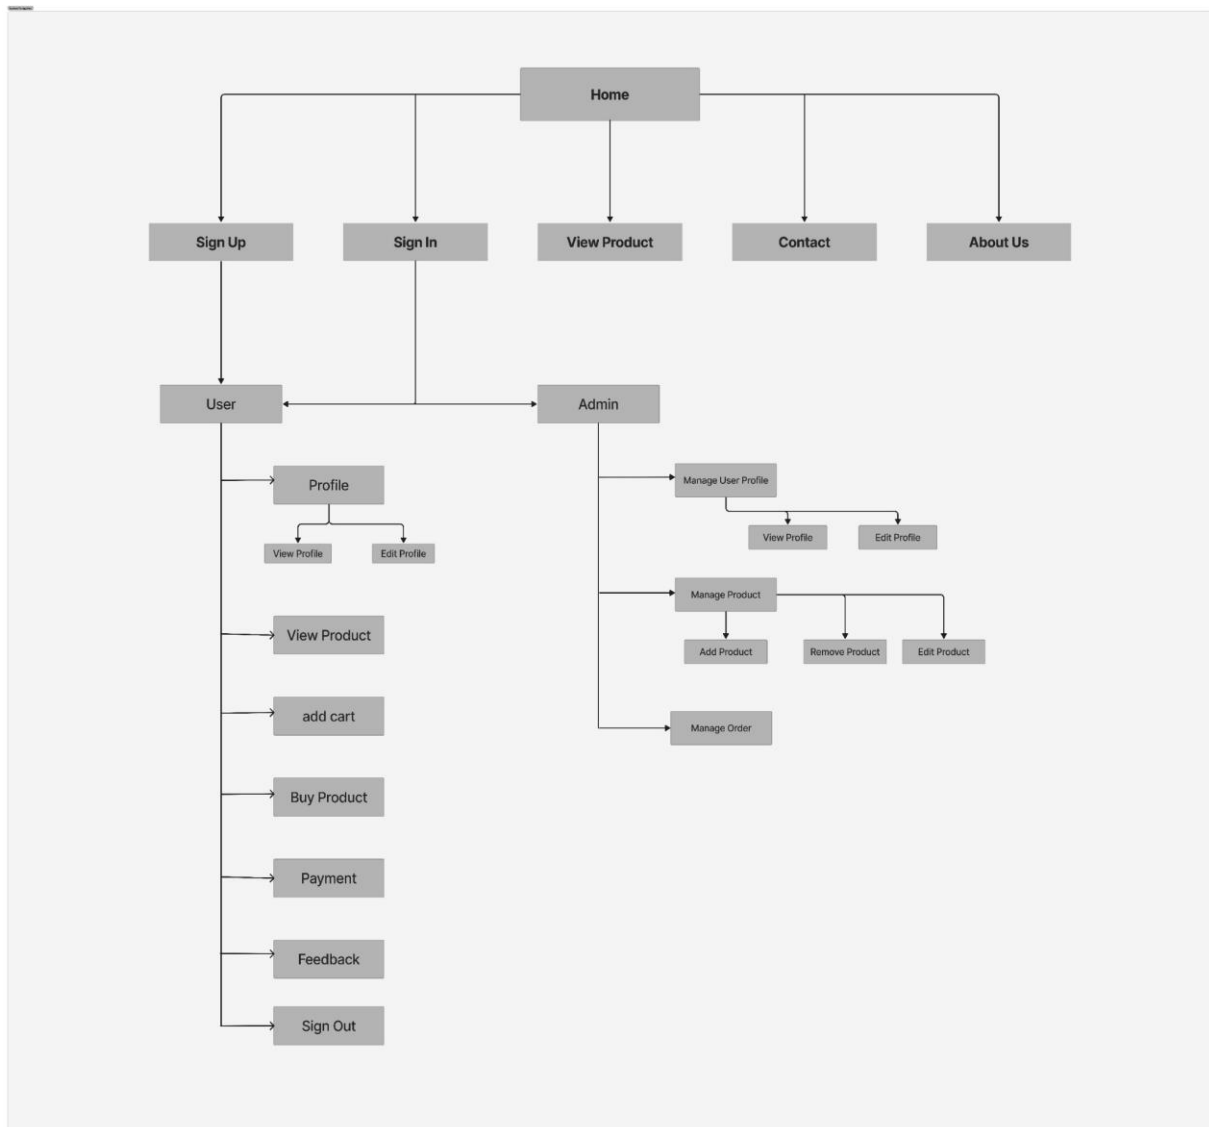 Home
Sign Up
Sign In
View Product
Contact
About Us
User
Admin
Profile
View Profile
Edit Profile
View Product
add cart
Buy Product
Payment
Feedback
Sign Out
Manage User Profile
View Profile
Edit Profile
Manage Product
Add Product
Remove Product
Edit Product
Manage Order